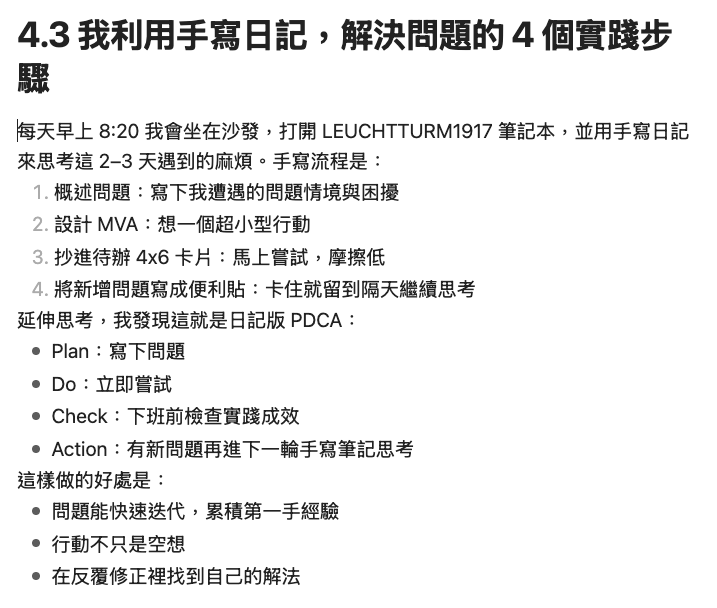 4.3 我利用手寫日記，解決問題的 4 個實踐步
驟
每天早上 8:20 我會坐在沙發，打開 LEUCHTTURM1917 筆記本，並用手寫日記
來思考這 2–3 天遇到的麻煩。手寫流程是：
1. 概述問題：寫下我遭遇的問題情境與困擾
2. 設計 MVA：想一個超小型行動
3. 抄進待辦 4x6 卡片：馬上嘗試，摩擦低
4. 將新增問題寫成便利貼：卡住就留到隔天繼續思考
延伸思考，我發現這就是日記版 PDCA：
• Plan：寫下問題
• Do：立即嘗試
• Check：下班前檢查實踐成效
• Action：有新問題再進下一輪手寫筆記思考
這樣做的好處是：
• 問題能快速迭代，累積第一手經驗
• 行動不只是空想
• 在反覆修正裡找到自己的解法